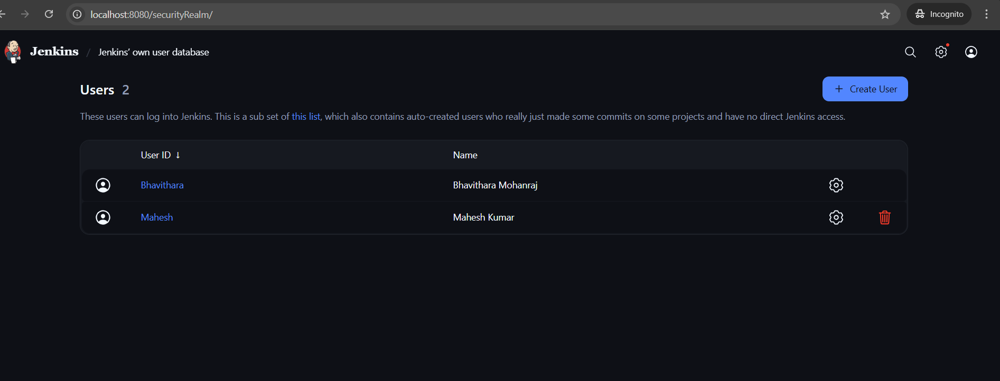 localhost:8080/securityRealm/
Incognito
Jenkins / Jenkins’ own user database
Users 2
+ Create User
These users can log into Jenkins. This is a sub set of this list, which also contains auto-created users who really just made some commits on some projects and have no direct Jenkins access.
User ID ↓ Name
Bhavithara Bhavithara Mohanraj
Mahesh Mahesh Kumar